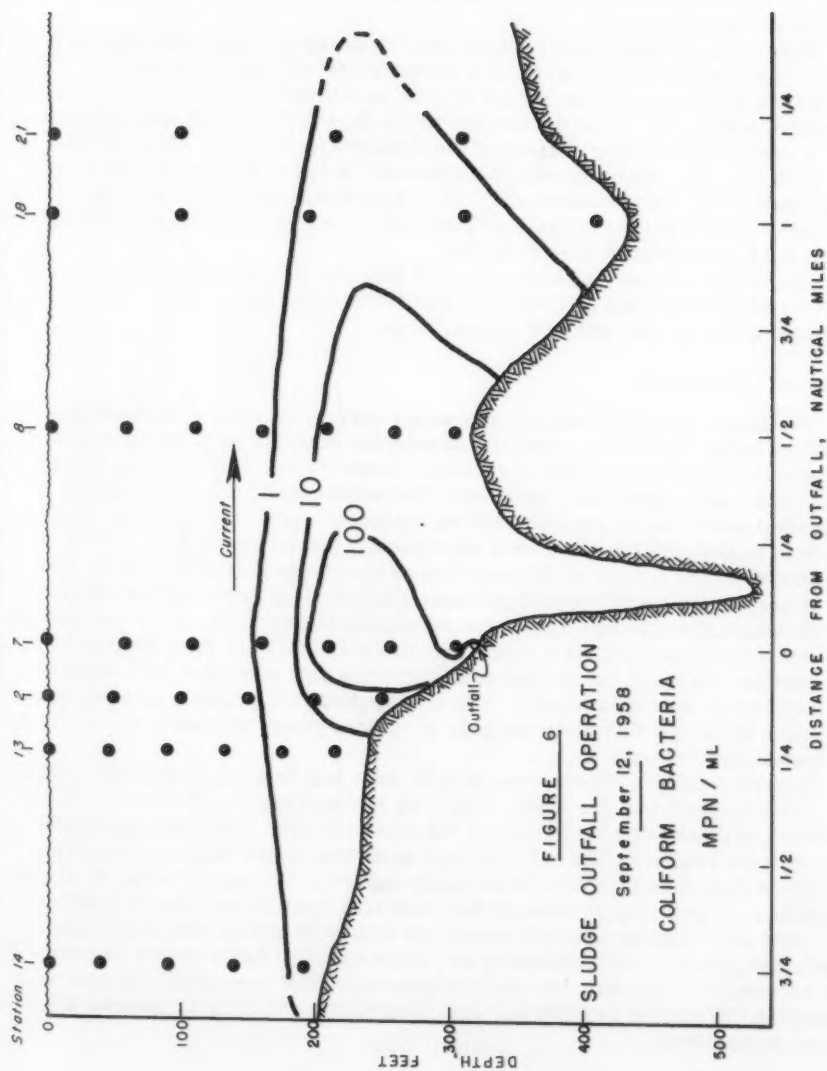 Station 14 13 2 7 8 18 21
0
100
200
300
400
500
DEPTH, FEET
Current
1
10
100
Outfall
FIGURE 6
SLUDGE OUTFALL OPERATION
September 12, 1958
COLIFORM BACTERIA
MPN / ML
3/4 1/2 1/4 0 1/4 1/2 3/4 1 1 1/4
DISTANCE FROM OUTFALL, NAUTICAL MILES